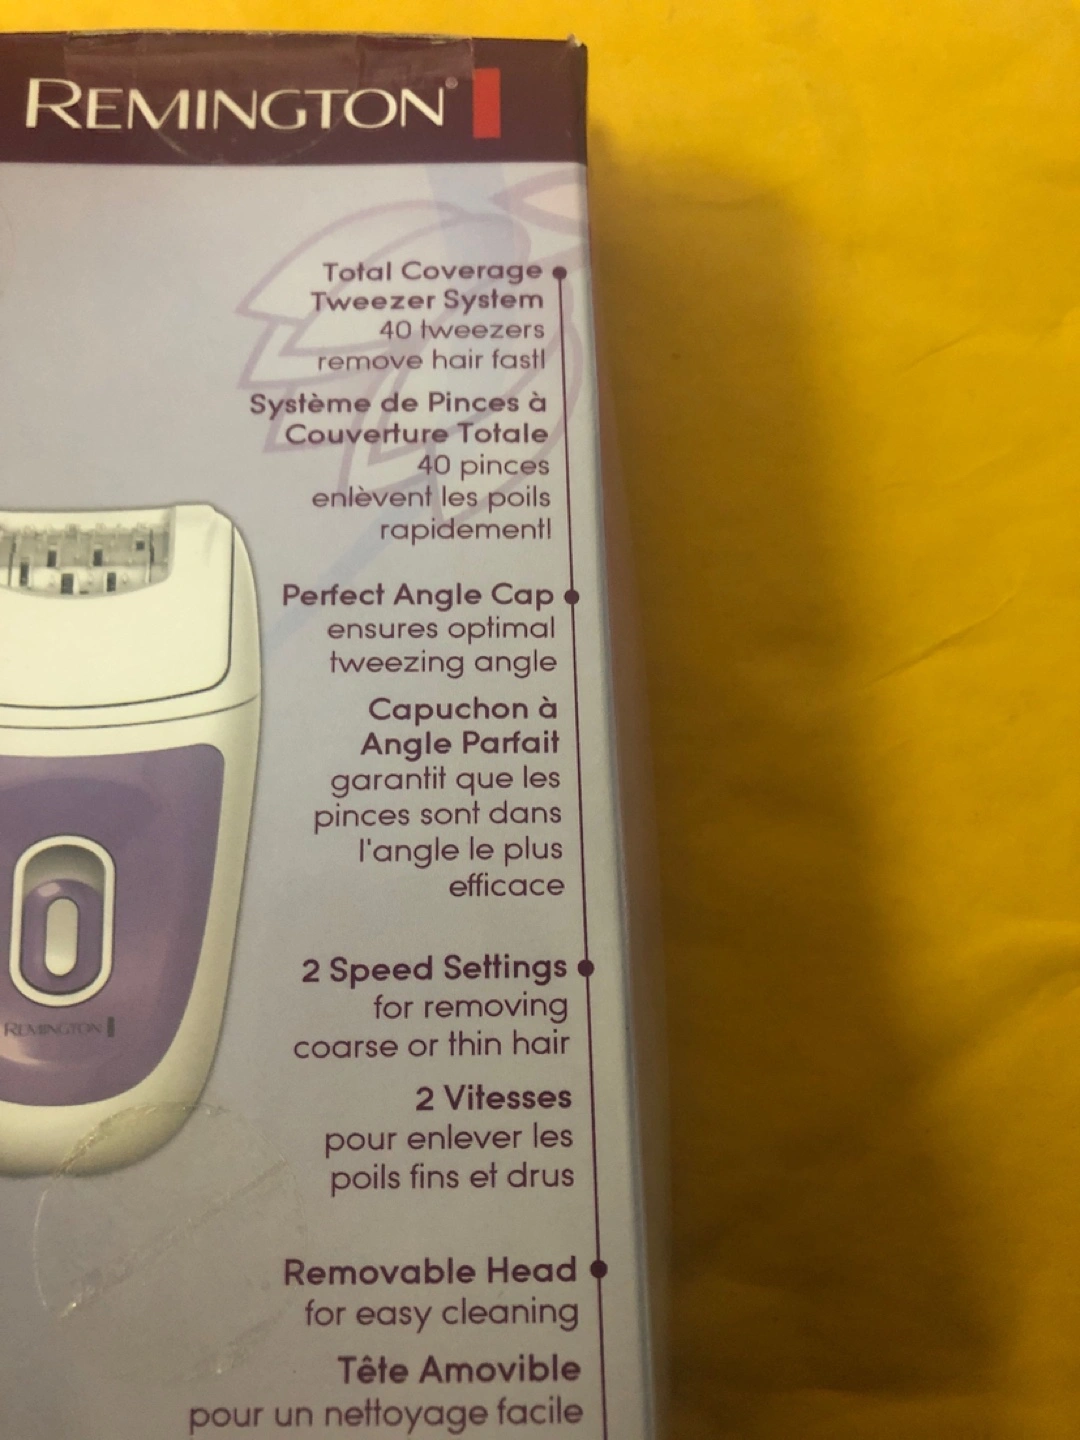 REMINGTON®
Total Coverage
Tweezer System
40 tweezers
remove hair fast!
Système de Pinces à
Couverture Totale
40 pinces
enlèvent les poils
rapidement!
Perfect Angle Cap
ensures optimal
tweezing angle
Capuchon à
Angle Parfait
garantit que les
pinces sont dans
l'angle le plus
efficace
2 Speed Settings
for removing
coarse or thin hair
2 Vitesses
pour enlever les
poils fins et drus
REMINGTON
Removable Head
for easy cleaning
Tête Amovible
pour un nettoyage facile